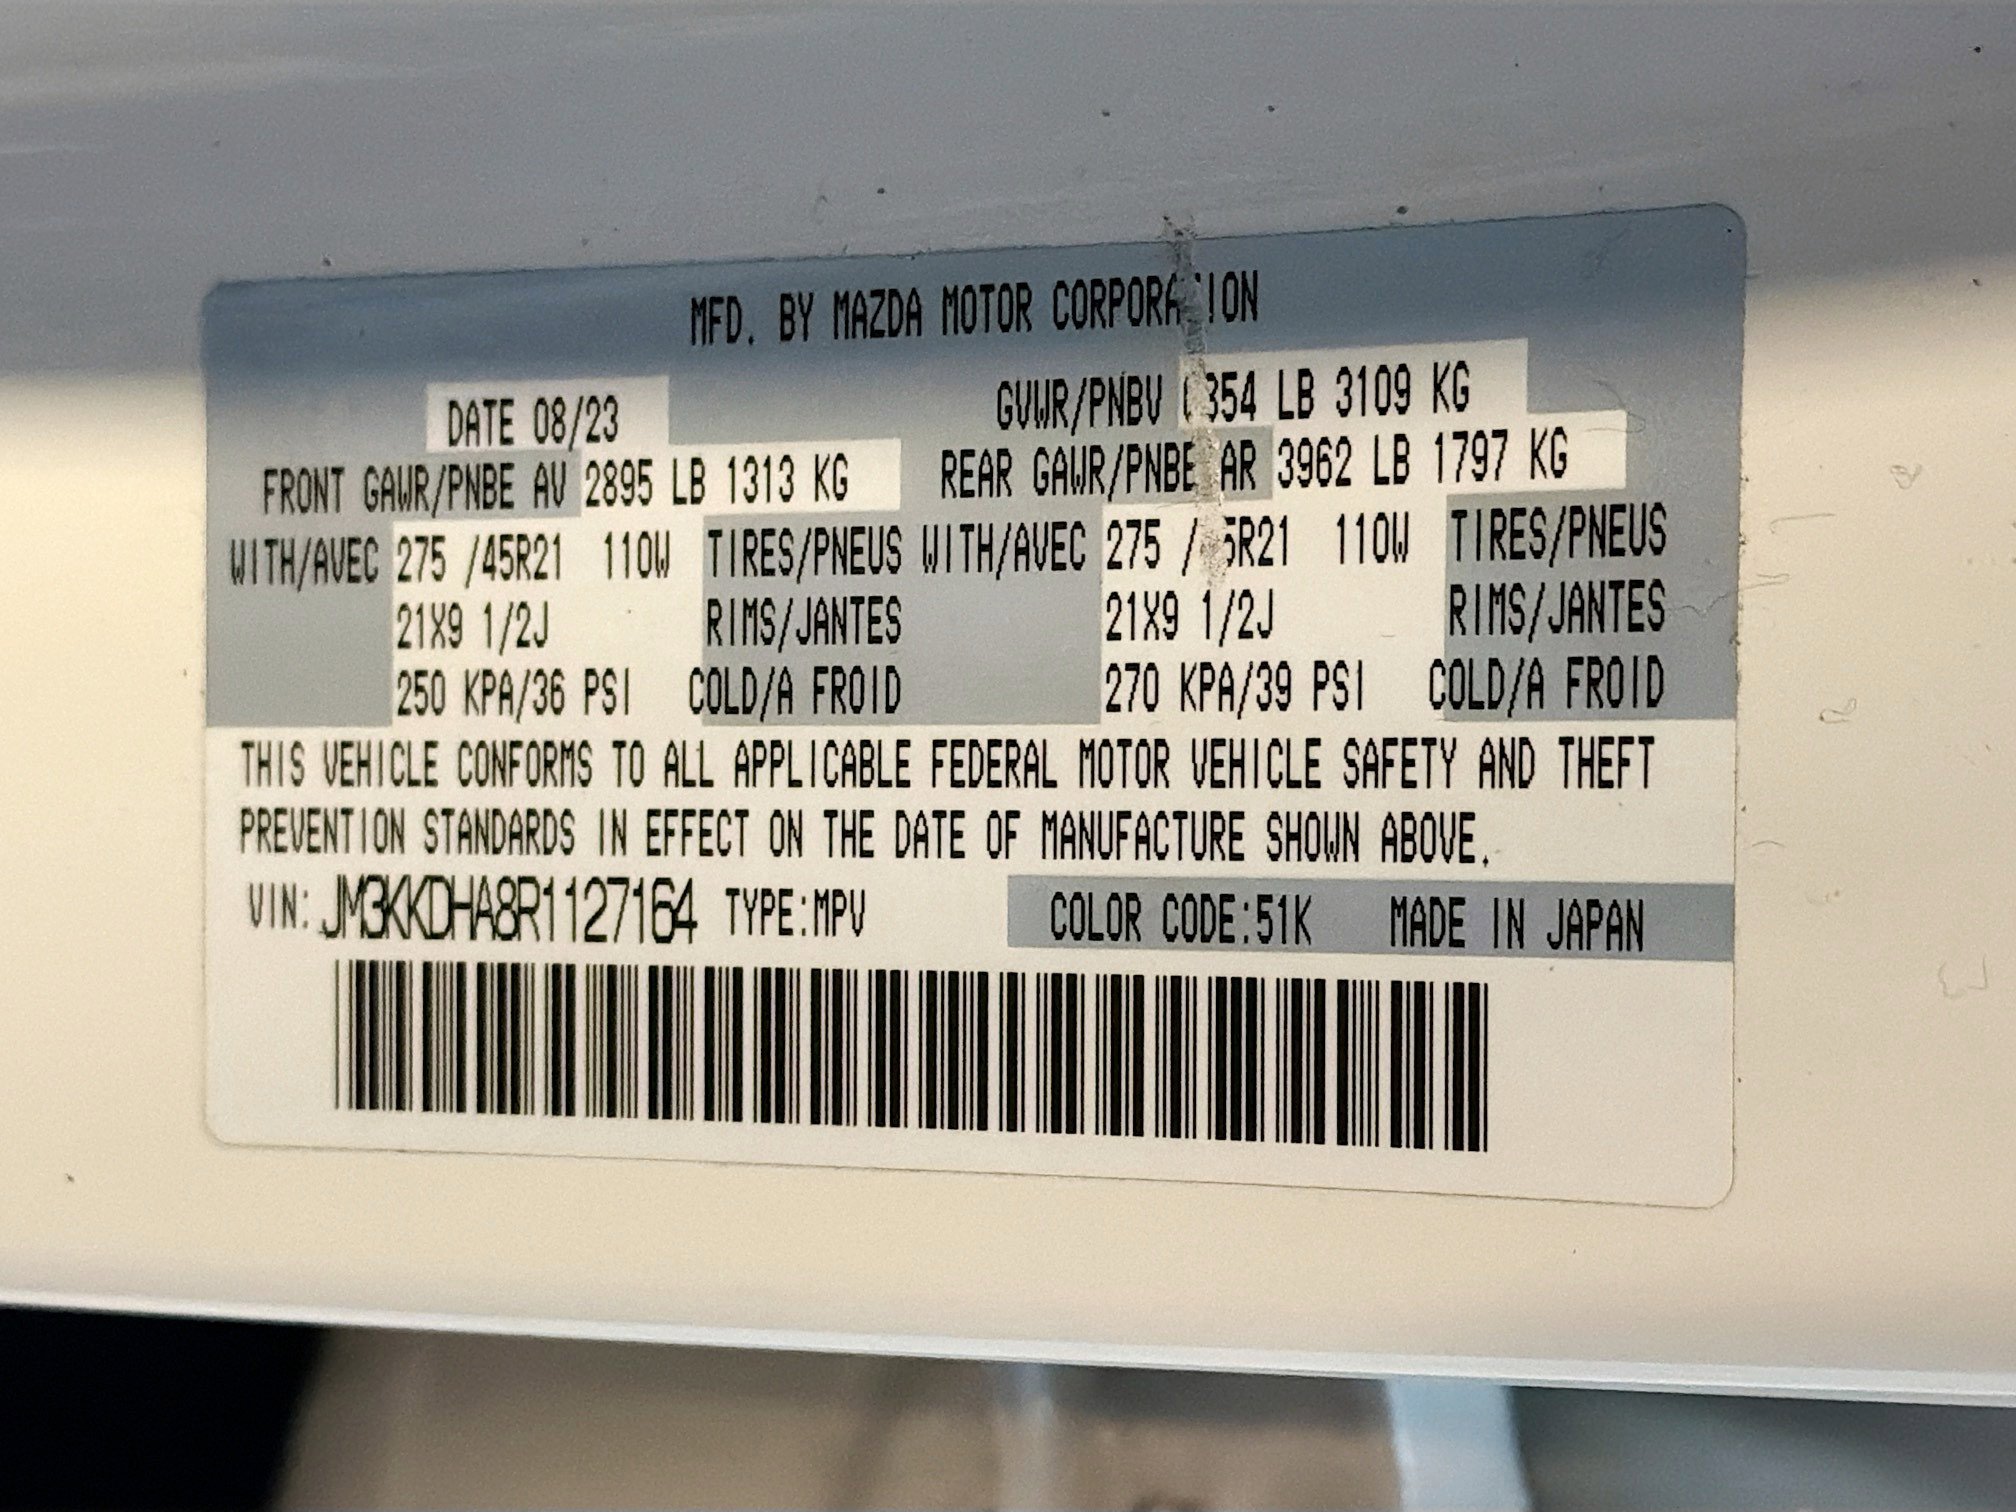 MFD. BY MAZDA MOTOR CORPORATION
DATE 08/23 GVWR/PNBV LB 3109 KG
FRONT GAWR/PNBE AV 2895 LB 1313 KG REAR GAWR/PNBE AR 3962 LB 1797 KG
WITH/AVEC 275 /45R21 110W TIRES/PNEUS WITH/AVEC 275 /45R21 110W TIRES/PNEUS
21X9 1/2J RIMS/JANTES 21X9 1/2J RIMS/JANTES
250 KPA/36 PSI COLD/A FROID 270 KPA/39 PSI COLD/A FROID
THIS VEHICLE CONFORMS TO ALL APPLICABLE FEDERAL MOTOR VEHICLE SAFETY AND THEFT
PREVENTION STANDARDS IN EFFECT ON THE DATE OF MANUFACTURE SHOWN ABOVE.
VIN: JM3KKDHA8R1127164 TYPE:MPV COLOR CODE:51K MADE IN JAPAN